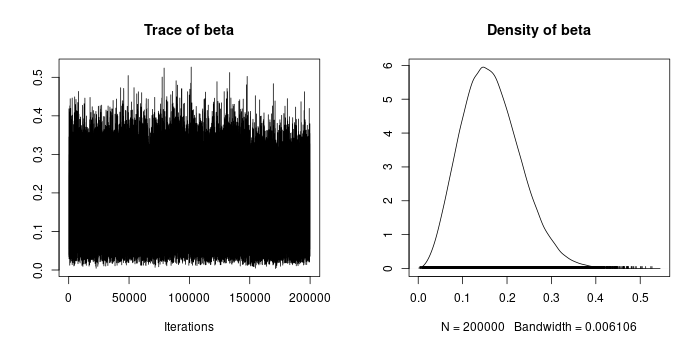 Trace of beta
0.5
0.4
0.3
0.2
0.1
0.0
0 50000 100000 150000 200000
Iterations
Density of beta
6
5
4
3
2
1
0
0.0 0.1 0.2 0.3 0.4 0.5
N = 200000 Bandwidth = 0.006106